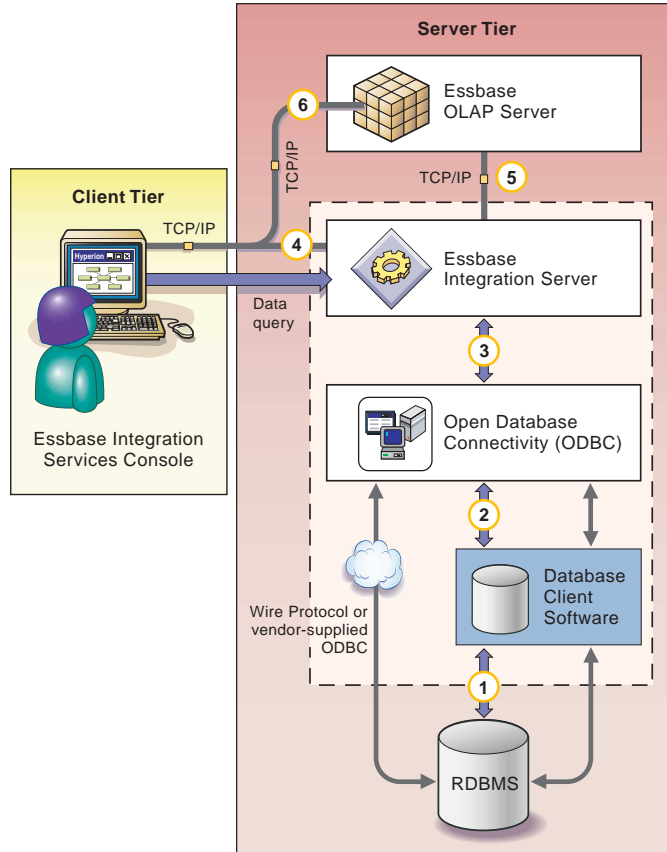 Server Tier
Essbase
OLAP Server
6
TCP/IP
TCP/IP
5
Client Tier
TCP/IP
4
Hyperion
Essbase
Integration Server
Data
query
3
Essbase Integration
Services Console
Open Database
Connectivity (ODBC)
2
Database
Client
Software
Wire Protocol or
vendor-supplied
ODBC
1
RDBMS